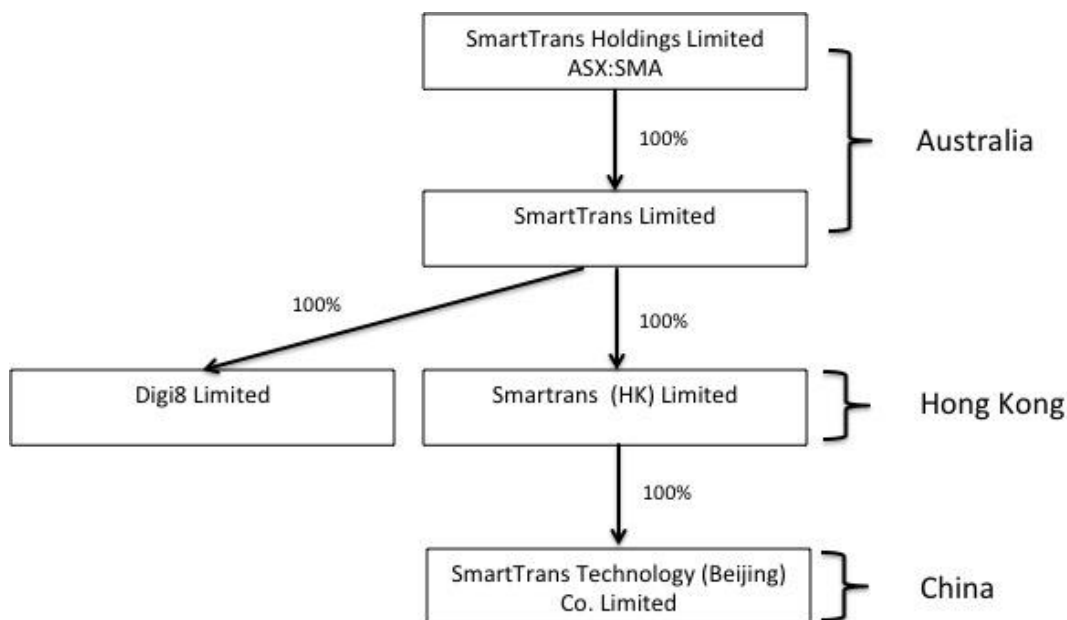 SmartTrans Holdings Limited
ASX:SMA
100%
Australia
SmartTrans Limited
100%
100%
Digi8 Limited
Smartrans (HK) Limited
Hong Kong
100%
SmartTrans Technology (Beijing)
Co. Limited
China